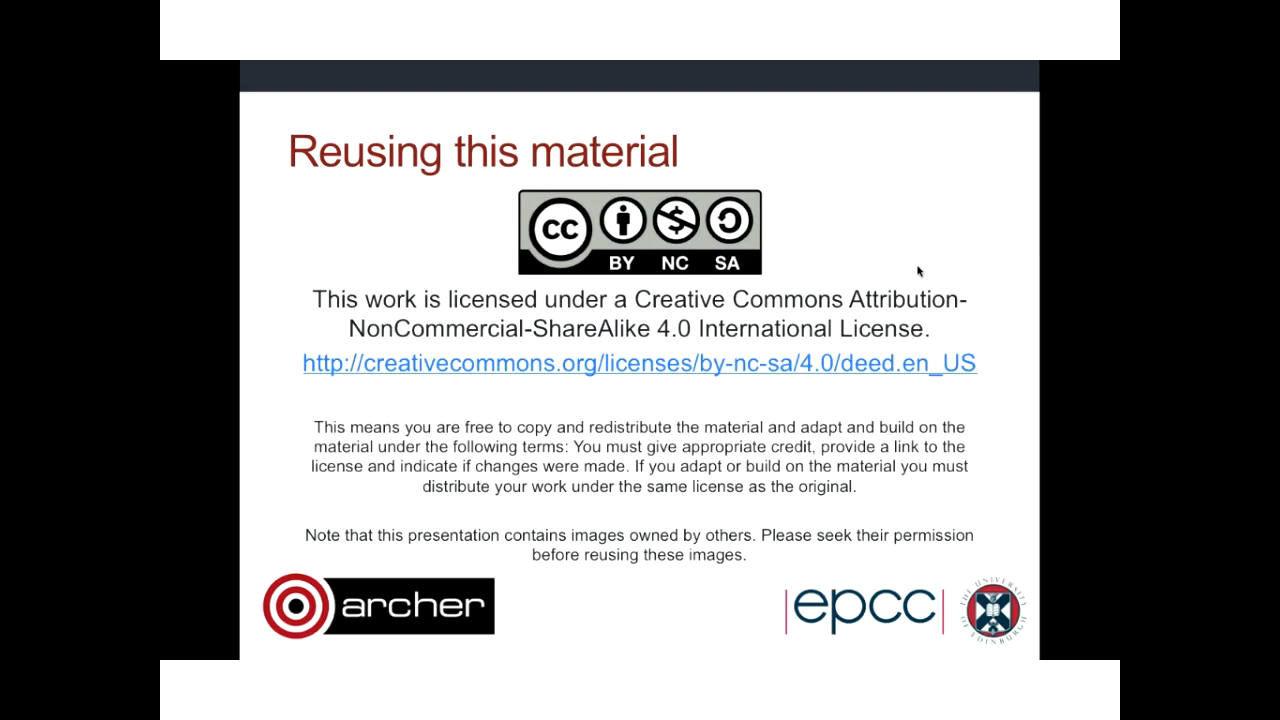 Reusing this material
cc
BY NC SA
This work is licensed under a Creative Commons Attribution-
NonCommercial-ShareAlike 4.0 International License.
http://creativecommons.org/licenses/by-nc-sa/4.0/deed.en_US
This means you are free to copy and redistribute the material and adapt and build on the
material under the following terms: You must give appropriate credit, provide a link to the
license and indicate if changes were made. If you adapt or build on the material you must
distribute your work under the same license as the original.
Note that this presentation contains images owned by others. Please seek their permission
before reusing these images.
archer
|epcc|
THE UNIVERSITY
OF EDINBURGH